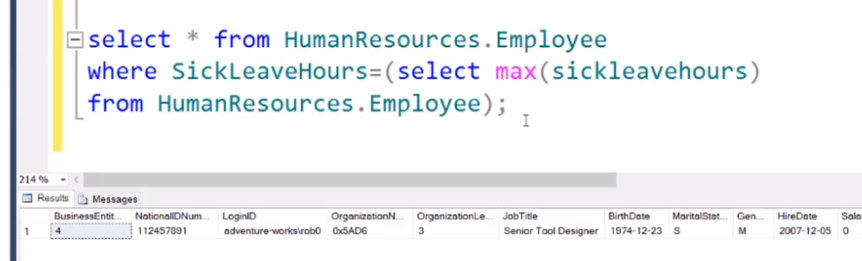 select * from HumanResources.Employee
where SickLeaveHours=(select max(sickleavehours)
from HumanResources.Employee);
214 %
Results Messages
BusinessEntit... NationalIDNum... LoginID OrganizationN... OrganizationLe... JobTitle BirthDate MaritalStat... Gen... HireDate Sala
1 4 112457891 adventure-works\rob0 0x5AD6 3 Senior Tool Designer 1974-12-23 S M 2007-12-05 0